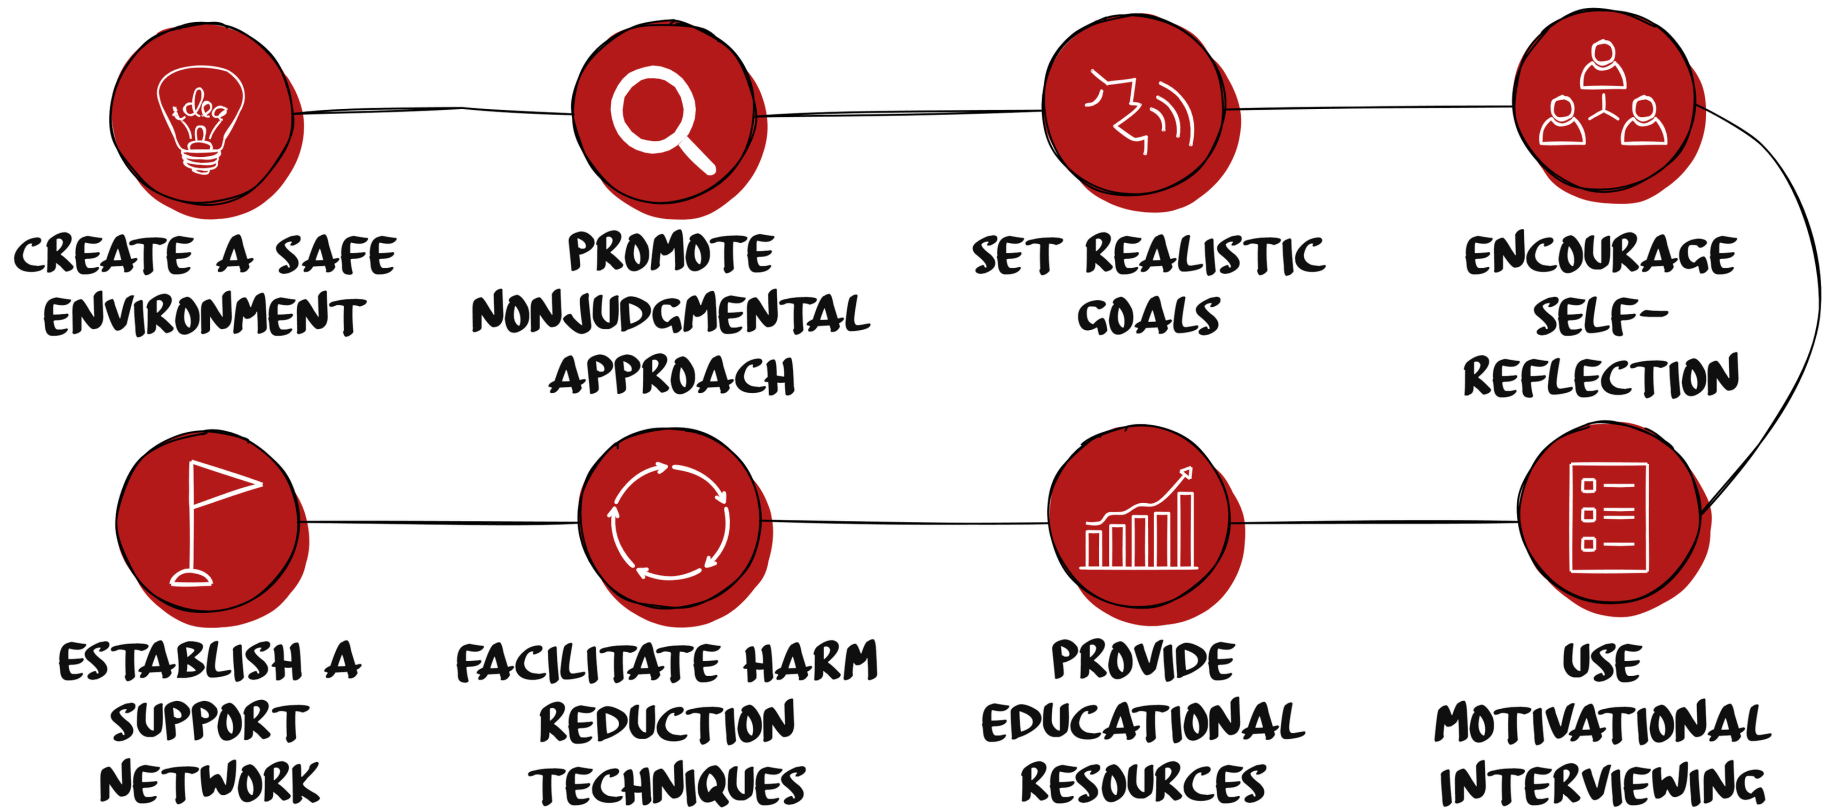 idea
CREATE A SAFE
ENVIRONMENT
PROMOTE
NONJUDGMENTAL
APPROACH
SET REALISTIC
GOALS
ENCOURAGE
SELF-
REFLECTION
USE
MOTIVATIONAL
INTERVIEWING
PROVIDE
EDUCATIONAL
RESOURCES
FACILITATE HARM
REDUCTION
TECHNIQUES
ESTABLISH A
SUPPORT
NETWORK